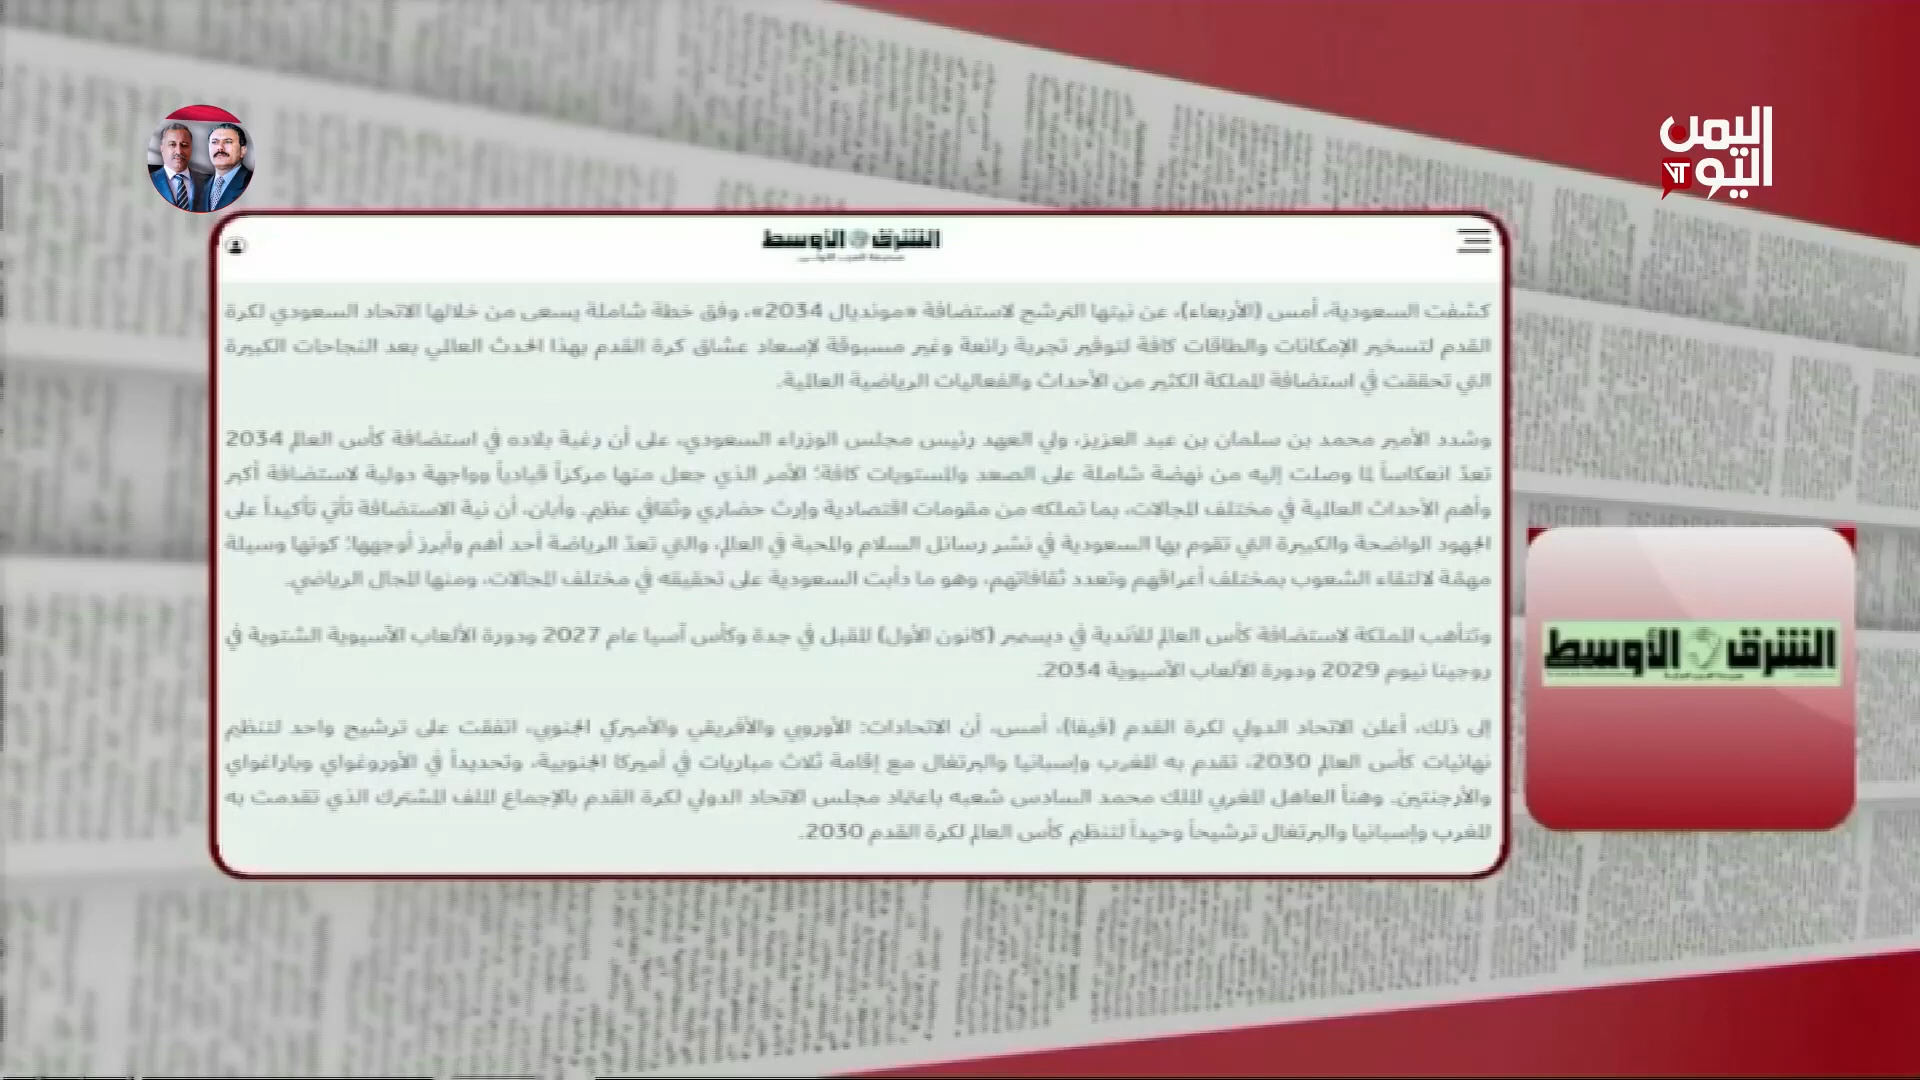 اليمن
اليوم
YT
الشرق الأوسط
كشفت السعودية، أمس (الأربعاء)، عن نيتها الترشح لاستضافة «مونديال 2034»، وفق خطة شاملة يسعى من خلالها الاتحاد السعودي لكرة
القدم لتسخير الإمكانات والطاقات كافة لتوفير تجربة رائعة وغير مسبوقة لإسعاد عشاق كرة القدم بهذا الحدث العالمي بعد النجاحات الكبيرة
التي تحققت في استضافة المملكة الكثير من الأحداث والفعاليات الرياضية العالمية.
وشدد الأمير محمد بن سلمان بن عبد العزيز، ولي العهد رئيس مجلس الوزراء السعودي، على أن رغبة بلاده في استضافة كأس العالم 2034
تعدّ انعكاساً لما وصلت إليه من نهضة شاملة على الصعد والمستويات كافة؛ الأمر الذي جعل منها مركزاً قيادياً وواجهة دولية لاستضافة أكبر
وأهم الأحداث العالمية في مختلف المجالات، بما تملكه من مقومات اقتصادية وإرث حضاري وثقافي عظيم. وأبان، أن نية الاستضافة تأتي تأكيداً على
الجهود الواضحة والكبيرة التي تقوم بها السعودية في نشر رسائل السلام والمحبة في العالم، والتي تعدّ الرياضة أحد أهم وأبرز أوجهها؛ كونها وسيلة
مهمّة لالتقاء الشعوب بمختلف أعراقهم وتعدد ثقافاتهم، وهو ما دأبت السعودية على تحقيقه في مختلف المجالات، ومنها المجال الرياضي.
وتتأهب المملكة لاستضافة كأس العالم للأندية في ديسمبر (كانون الأول) المقبل في جدة وكأس آسيا عام 2027 ودورة الألعاب الآسيوية الشتوية في
تروجينا نيوم 2029 ودورة الألعاب الآسيوية 2034.
إلى ذلك، أعلن الاتحاد الدولي لكرة القدم (فيفا)، أمس، أن الاتحادات: الأوروبي والأفريقي والأميركي الجنوبي، اتفقت على ترشيح واحد لتنظيم
نهائيات كأس العالم 2030، تقدم به المغرب وإسبانيا والبرتغال مع إقامة ثلاث مباريات في أميركا الجنوبية، وتحديداً في الأوروغواي وباراغواي
والأرجنتين. وهنأ العاهل المغربي الملك محمد السادس شعبه باعتماد مجلس الاتحاد الدولي لكرة القدم بالإجماع الملف المشترك الذي تقدمت به
المغرب وإسبانيا والبرتغال ترشيحاً وحيداً لتنظيم كأس العالم لكرة القدم 2030.
الشرق الأوسط